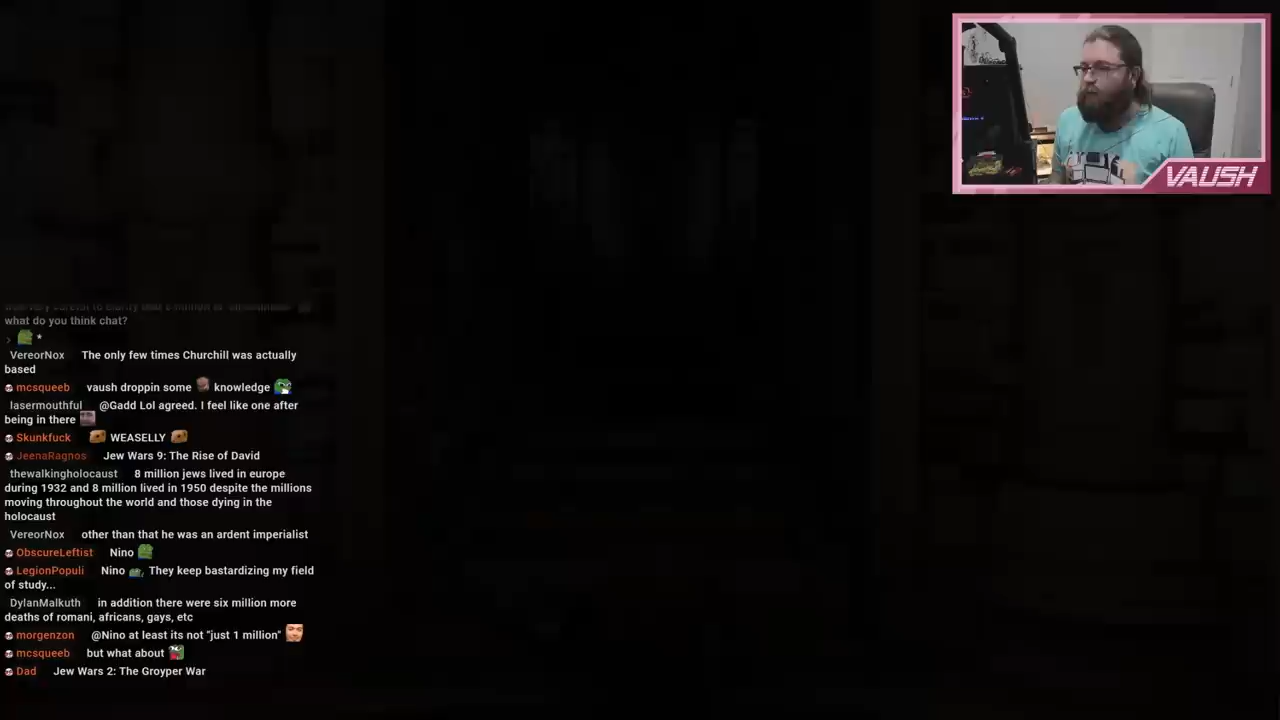 VAUSH
what do you think chat?
*
VereorNox The only few times Churchill was actually
based
mcsqueeb vaush droppin some knowledge
lasermouthful @Gadd Lol agreed. I feel like one after
being in there
Skunkfuck WEASELLY
JeenaRagnos Jew Wars 9: The Rise of David
thewalkingholocaust 8 million jews lived in europe
during 1932 and 8 million lived in 1950 despite the millions
moving throughout the world and those dying in the
holocaust
VereorNox other than that he was an ardent imperialist
ObscureLeftist Nino
LegionPopuli Nino They keep bastardizing my field
of study...
DylanMalkuth in addition there were six million more
deaths of romani, africans, gays, etc
morgenzon @Nino at least its not "just 1 million"
mcsqueeb but what about
Dad Jew Wars 2: The Groyper War